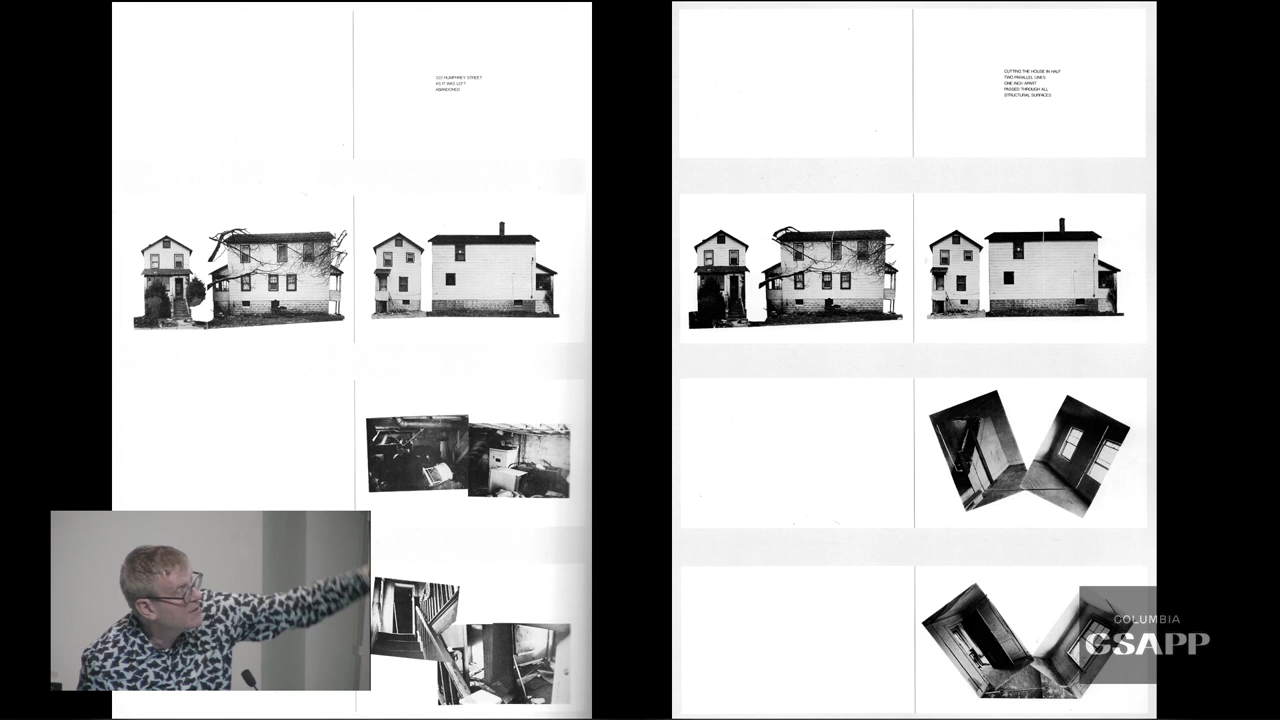 322 HUMPHREY STREET
AS IT WAS LEFT
ABANDONED
CUTTING THE HOUSE IN HALF
TWO PARALLEL LINES
ONE INCH APART
PASSED THROUGH ALL
STRUCTURAL SURFACES
COLUMBIA
GSAPP